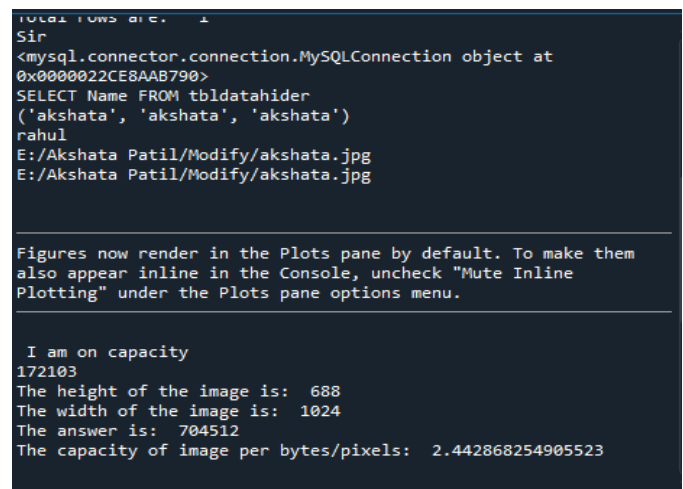 Total rows are:   1
Sir
<mysql.connector.connection.MySQLConnection object at
0x0000022CE8AAB790>
SELECT Name FROM tbldatahider
('akshata', 'akshata', 'akshata')
rahul
E:/Akshata Patil/Modify/akshata.jpg
E:/Akshata Patil/Modify/akshata.jpg
Figures now render in the Plots pane by default. To make them
also appear inline in the Console, uncheck "Mute Inline
Plotting" under the Plots pane options menu.
I am on capacity
172103
The height of the image is:  688
The width of the image is:  1024
The answer is:  704512
The capacity of image per bytes/pixels:  2.442868254905523